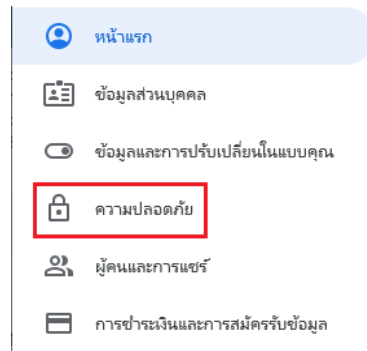 หน้าแรก
ข้อมูลส่วนบุคคล
ข้อมูลและการปรับเปลี่ยนในแบบคุณ
ความปลอดภัย
ผู้คนและการแชร์
การชำระเงินและการสมัครรับข้อมูล